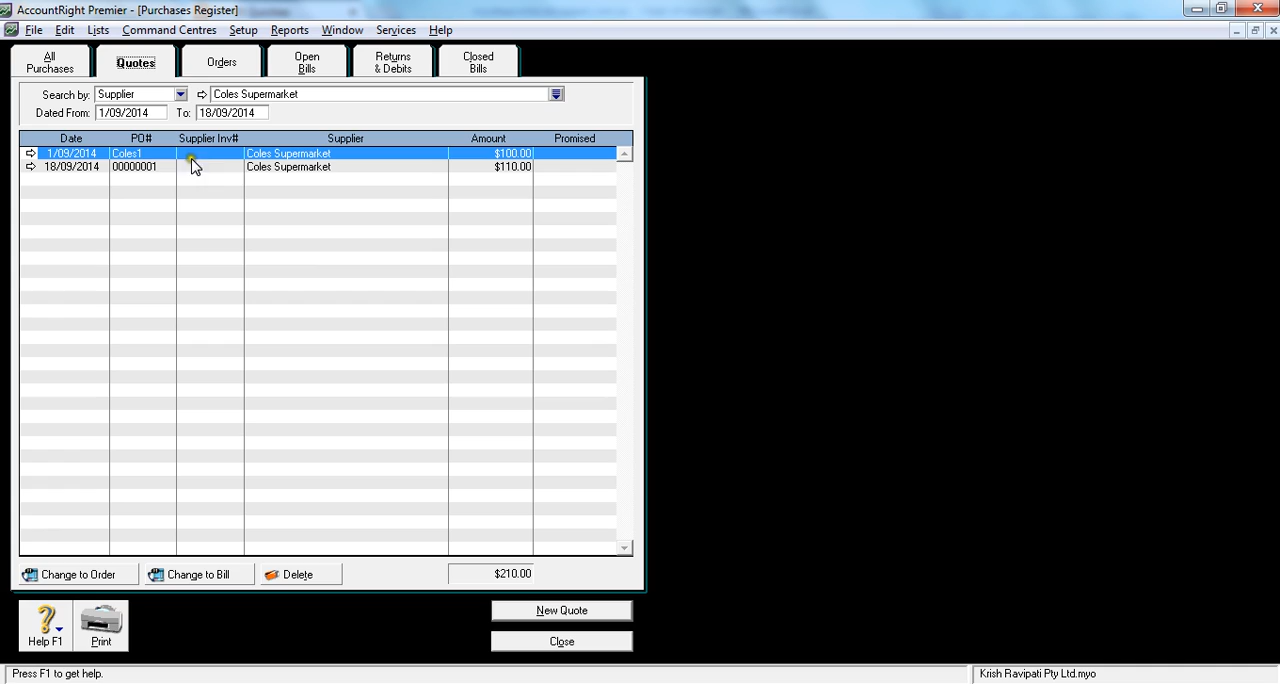 AccountRight Premier - [Purchases Register]
File Edit Lists Command Centres Setup Reports Window Services Help
All Purchases
Quotes
Orders
Open Bills
Returns & Debits
Closed Bills
Search by: Supplier Coles Supermarket
Dated From: 1/09/2014 To: 18/09/2014
Date PO# Supplier Inv# Supplier Amount Promised
1/09/2014 Coles1 Coles Supermarket $100.00
18/09/2014 00000001 Coles Supermarket $110.00
Change to Order Change to Bill Delete $210.00
Help F1 Print
New Quote
Close
Press F1 to get help. Krish Ravipati Pty Ltd.myo